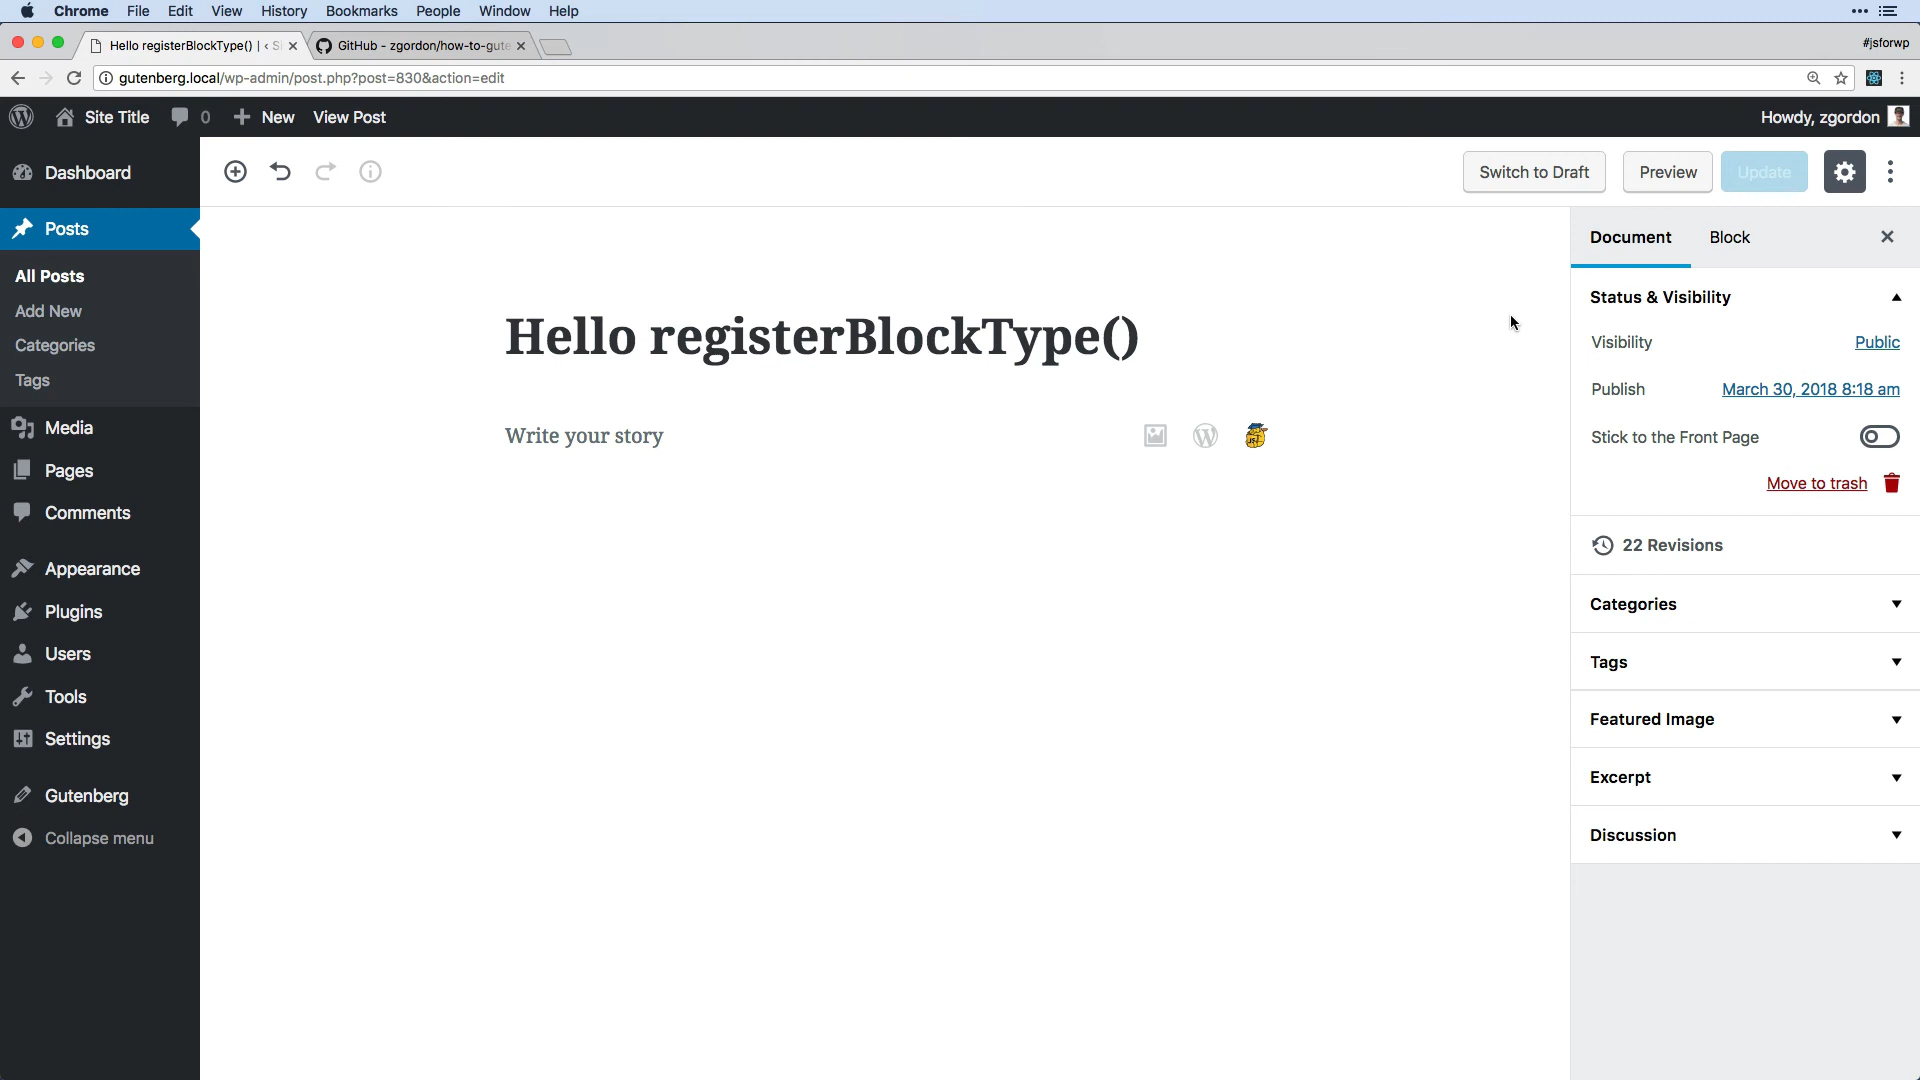 Chrome File Edit View History Bookmarks People Window Help
Hello registerBlockType() | ‹ S
GitHub - zgordon/how-to-gute
#jsforwp
gutenberg.local/wp-admin/post.php?post=830&action=edit
Site Title 0 New View Post
Howdy, zgordon
Dashboard
Posts
All Posts
Add New
Categories
Tags
Media
Pages
Comments
Appearance
Plugins
Users
Tools
Settings
Gutenberg
Collapse menu
Switch to Draft Preview Update
Hello registerBlockType()
Write your story
Document Block
Status & Visibility
Visibility Public
Publish March 30, 2018 8:18 am
Stick to the Front Page
Move to trash
22 Revisions
Categories
Tags
Featured Image
Excerpt
Discussion